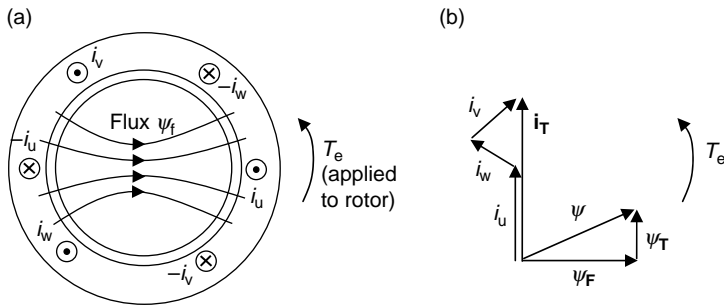 (a)
i_v
−i_w
Flux ψ_f
−i_u
i_u
i_w
−i_v
T_e
(applied
to rotor)
(b)
i_v
i_T
i_w
i_u
ψ
ψ_T
ψ_F
T_e